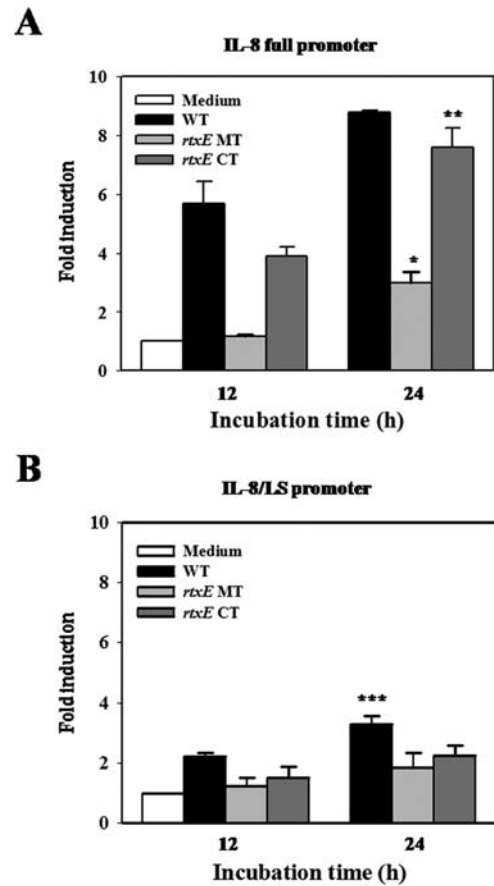 A
IL-8 full promoter
10
8
6
4
2
0
Fold induction
Medium
WT
rtxE MT
rtxE CT
*
**
12
24
Incubation time (h)
B
IL-8/LS promoter
10
8
6
4
2
0
Fold induction
Medium
WT
rtxE MT
rtxE CT
***
12
24
Incubation time (h)